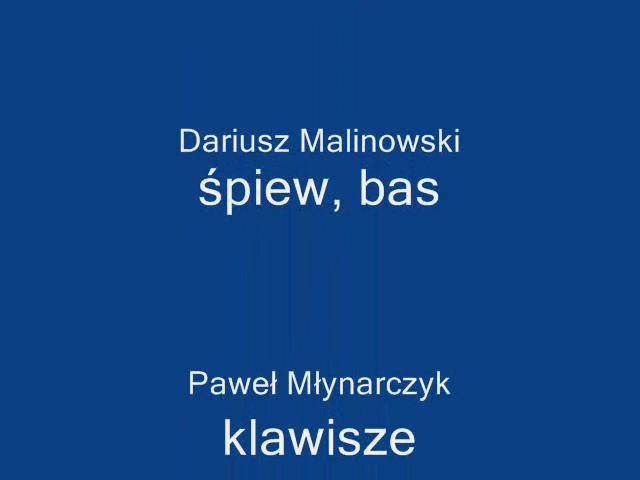 Dariusz Malinowski
śpiew, bas
Paweł Młynarczyk
klawisze